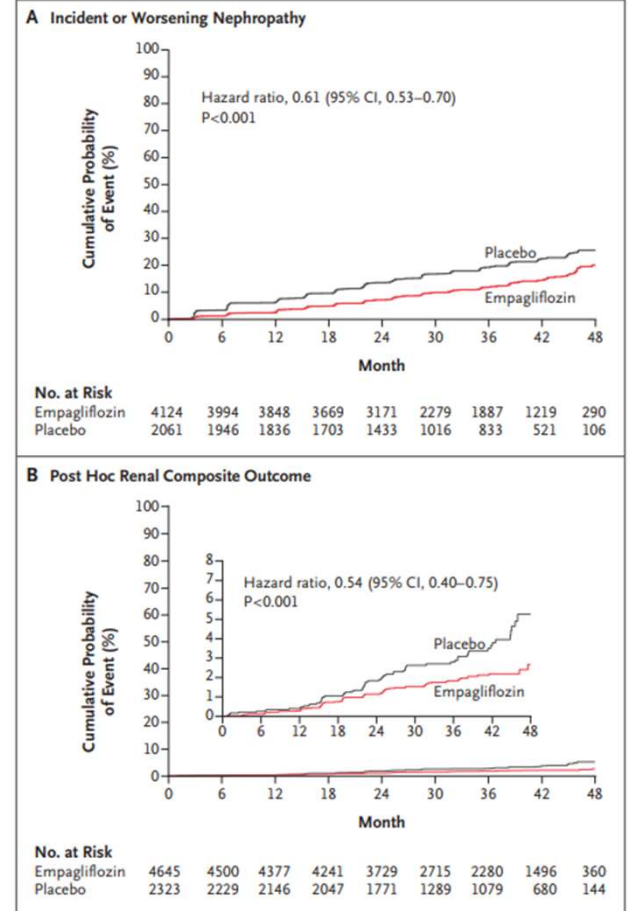 A Incident or Worsening Nephropathy
100
90
80
70
60
50
40
30
20
10
0
Cumulative Probability
of Event (%)
Hazard ratio, 0.61 (95% CI, 0.53–0.70)
P<0.001
Placebo
Empagliflozin
0 6 12 18 24 30 36 42 48
Month
No. at Risk
Empagliflozin 4124 3994 3848 3669 3171 2279 1887 1219 290
Placebo 2061 1946 1836 1703 1433 1016 833 521 106
B Post Hoc Renal Composite Outcome
100
90
80
70
60
50
40
30
20
10
0
Cumulative Probability
of Event (%)
8
7
6
5
4
3
2
1
0
Hazard ratio, 0.54 (95% CI, 0.40–0.75)
P<0.001
Placebo
Empagliflozin
0 6 12 18 24 30 36 42 48
0 6 12 18 24 30 36 42 48
Month
No. at Risk
Empagliflozin 4645 4500 4377 4241 3729 2715 2280 1496 360
Placebo 2323 2229 2146 2047 1771 1289 1079 680 144